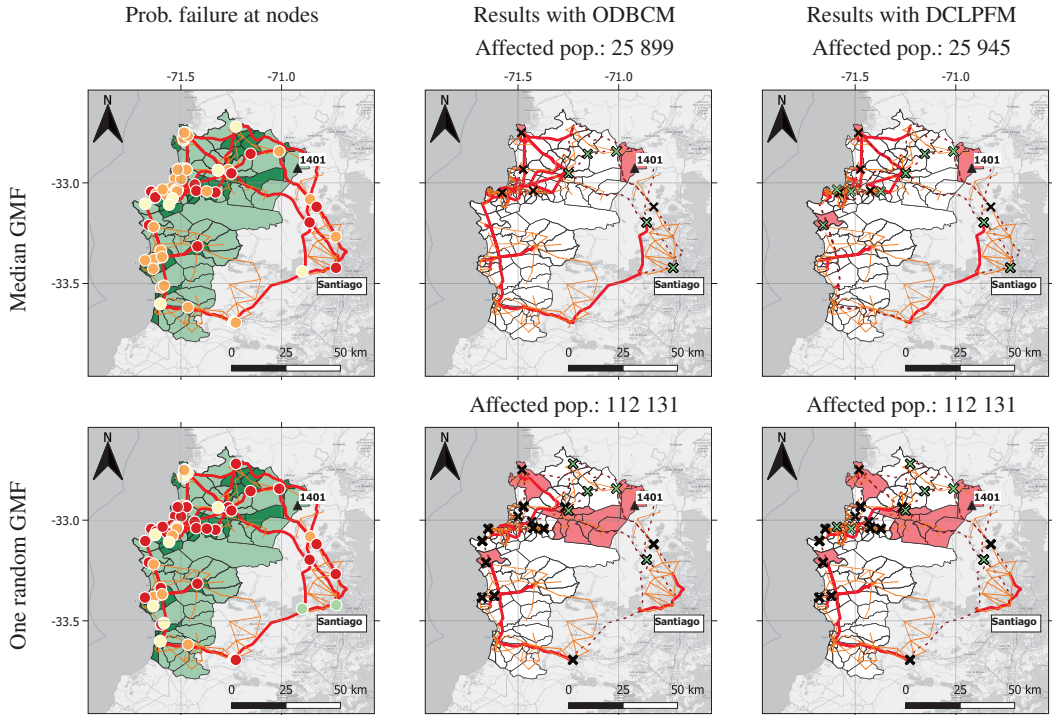 Prob. failure at nodes
Results with ODBCM
Results with DCLPFM
Affected pop.: 25 899
Affected pop.: 25 945
-71.5 -71.0
-71.5 -71.0
-71.5 -71.0
Median GMF
-33.0
-33.5
N
1401
Santiago
0 25 50 km
N
1401
Santiago
0 25 50 km
N
1401
Santiago
0 25 50 km
Affected pop.: 112 131
Affected pop.: 112 131
One random GMF
-33.0
-33.5
N
1401
Santiago
0 25 50 km
N
1401
Santiago
0 25 50 km
N
1401
Santiago
0 25 50 km